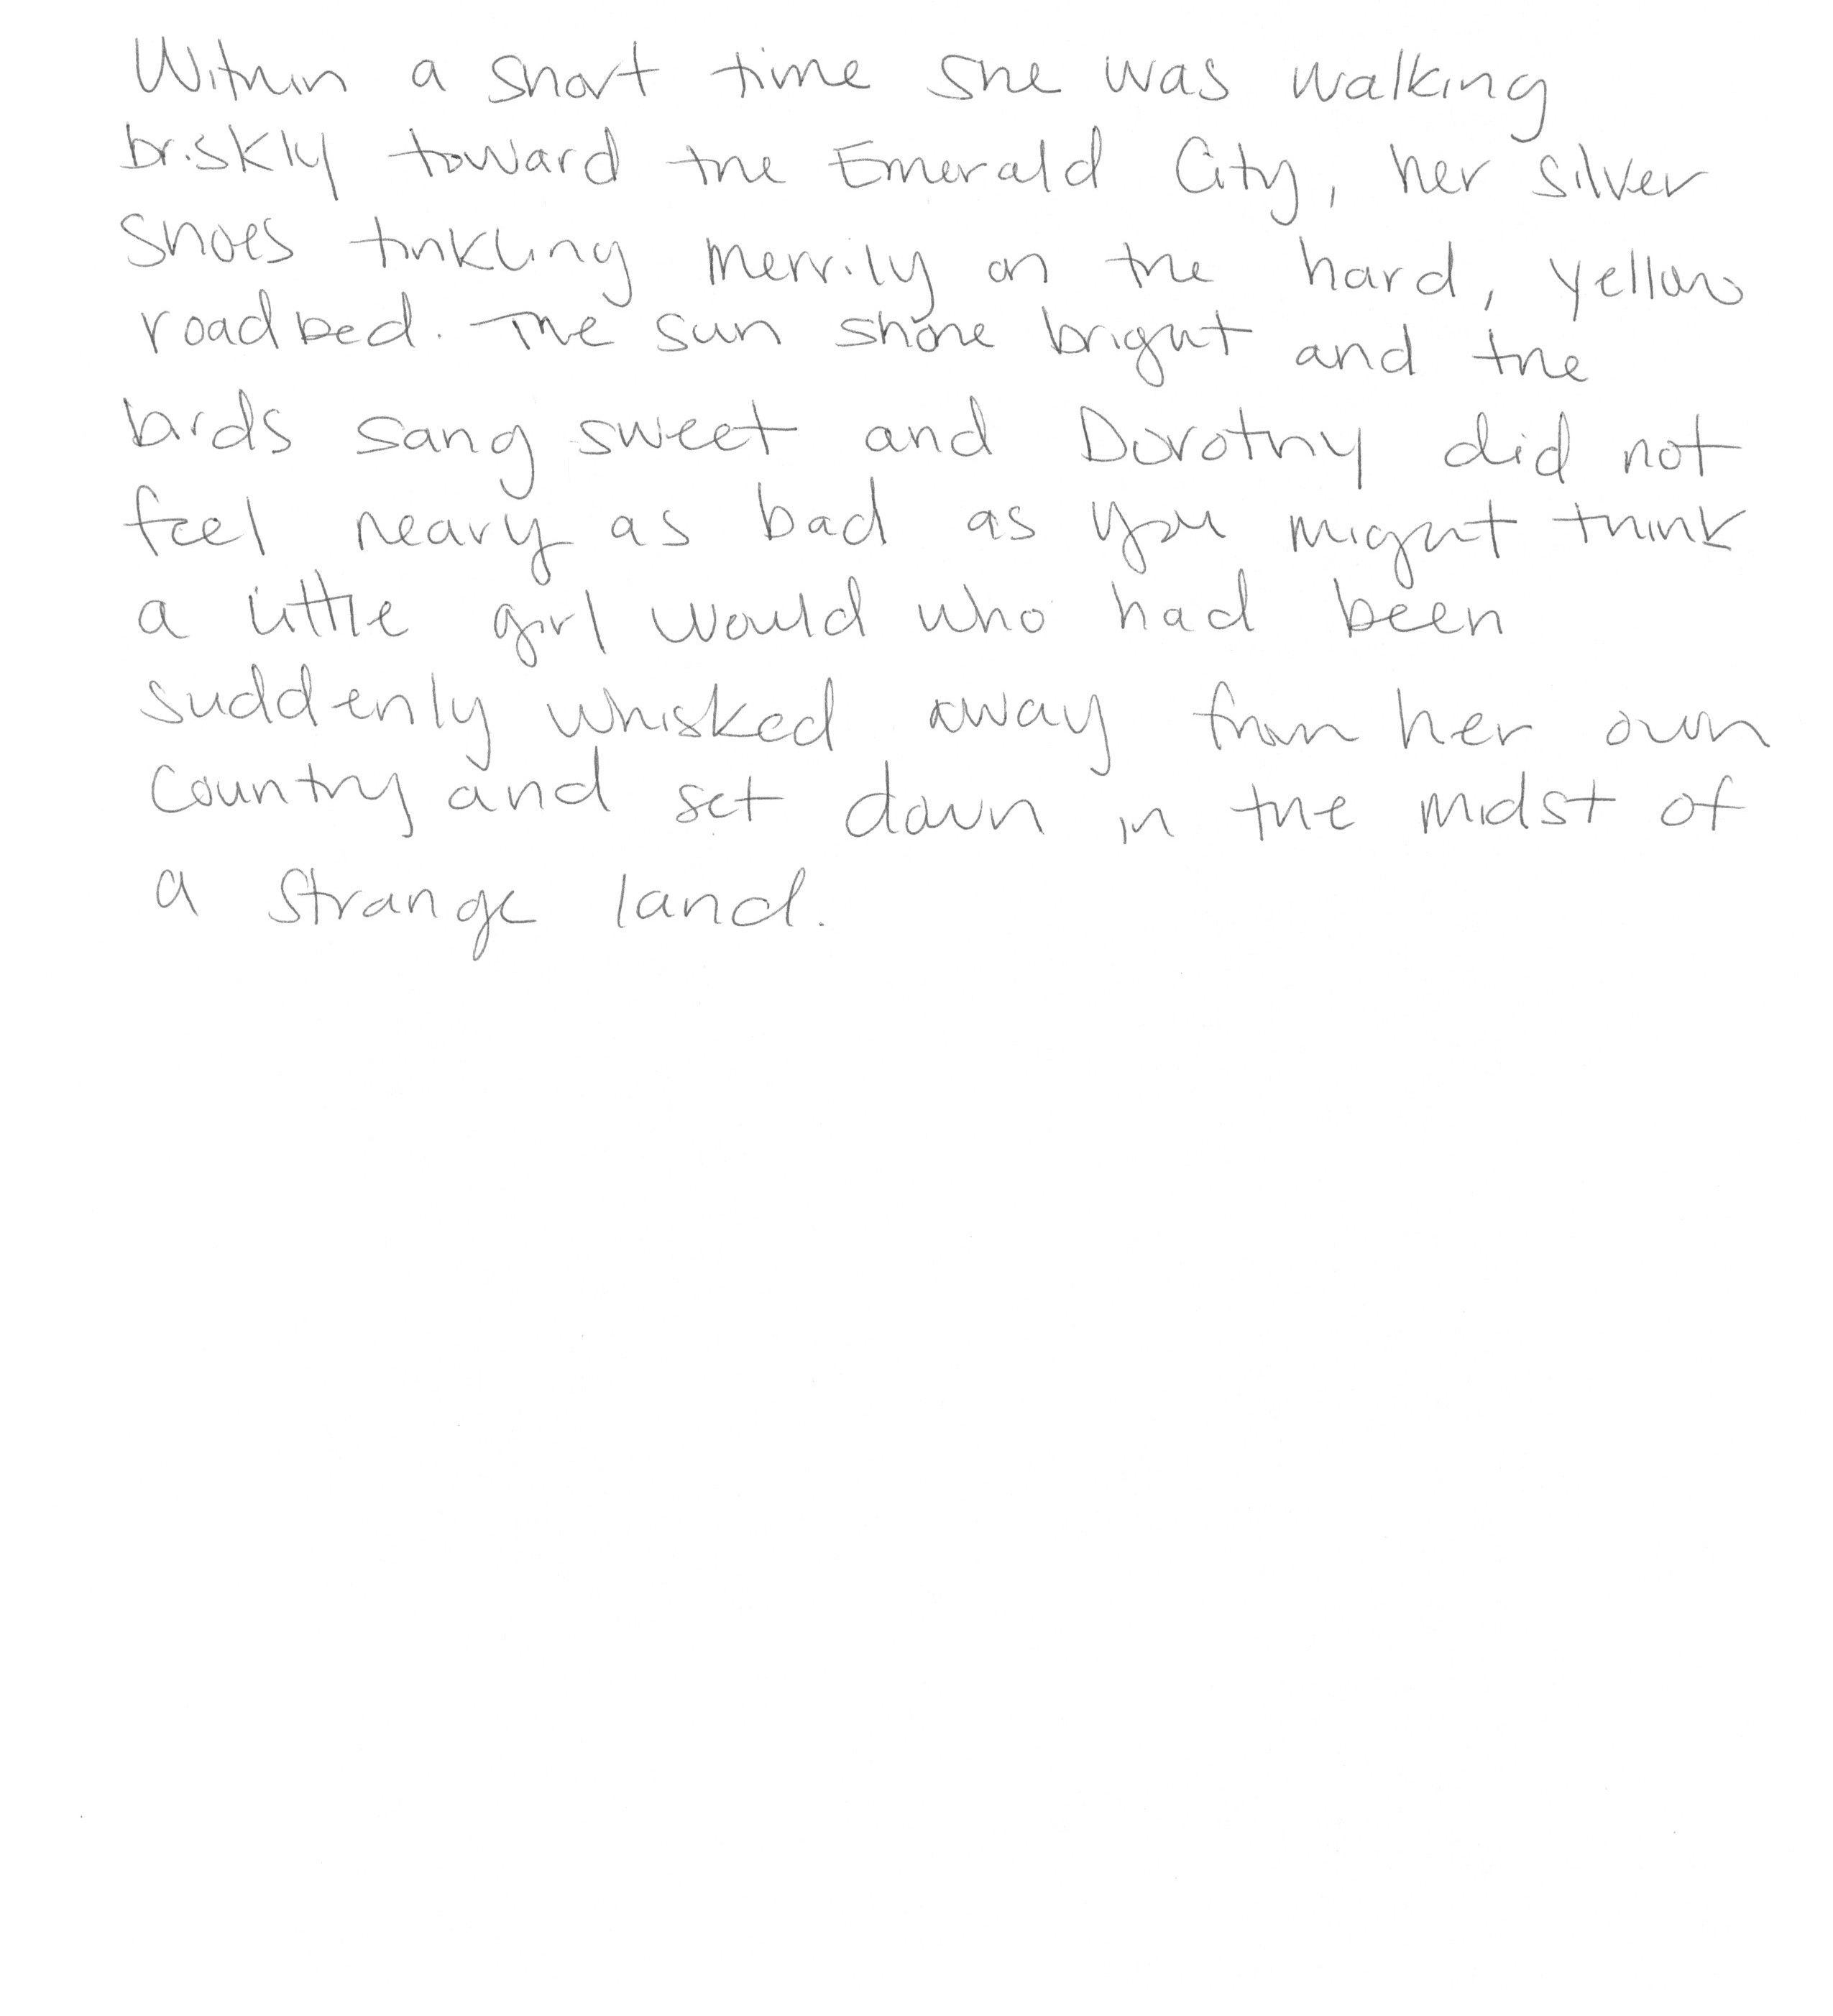 Within a short time she was walking
briskly toward the Emerald City, her silver
shoes tinkling merrily on the hard, yellow
roadbed. The sun shone bright and the
birds sang sweet and Dorothy did not
feel neary as bad as you might think
a little girl would who had been
suddenly whisked away from her own
country and set down in the midst of
a strange land.